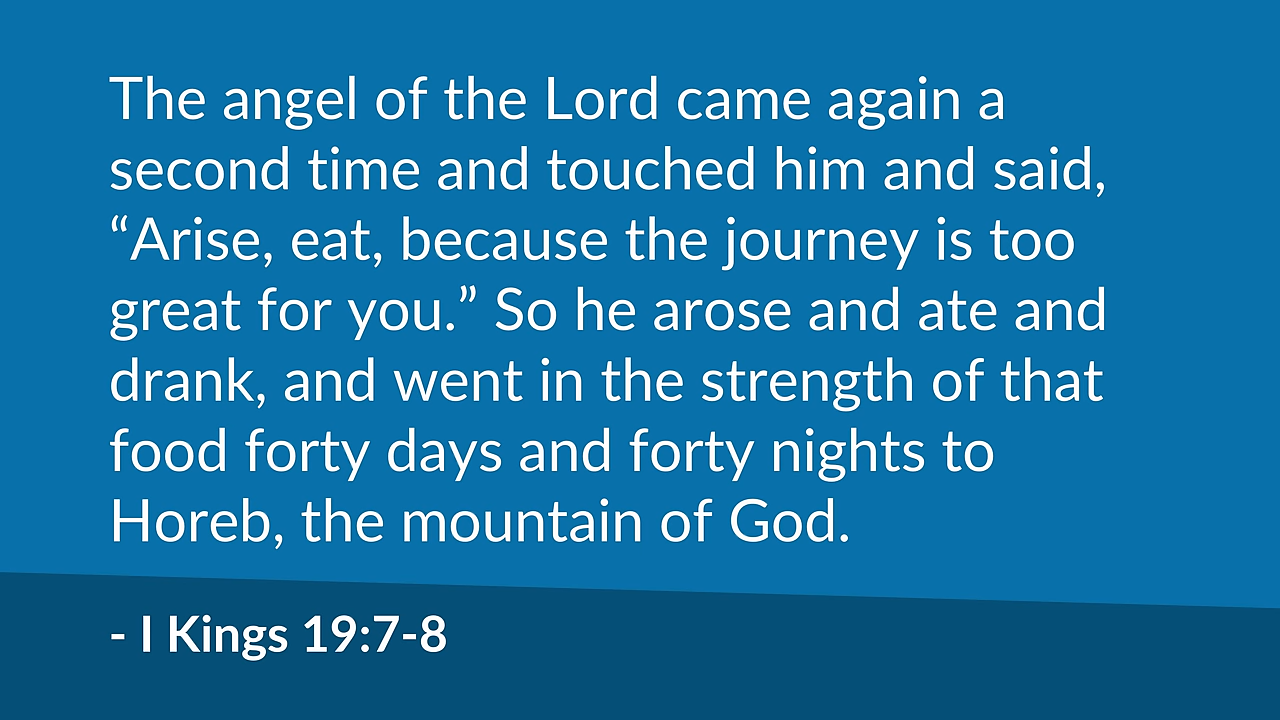 The angel of the Lord came again a
second time and touched him and said,
“Arise, eat, because the journey is too
great for you.” So he arose and ate and
drank, and went in the strength of that
food forty days and forty nights to
Horeb, the mountain of God.
- I Kings 19:7-8